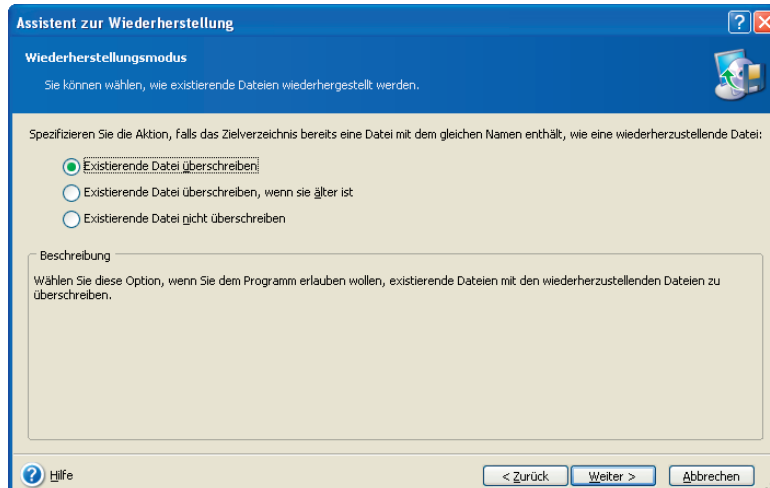 Assistent zur Wiederherstellung
Wiederherstellungsmodus
Sie können wählen, wie existierende Dateien wiederhergestellt werden.
Spezifizieren Sie die Aktion, falls das Zielverzeichnis bereits eine Datei mit dem gleichen Namen enthält, wie eine wiederherzustellende Datei:
Existierende Datei überschreiben
Existierende Datei überschreiben, wenn sie älter ist
Existierende Datei nicht überschreiben
Beschreibung
Wählen Sie diese Option, wenn Sie dem Programm erlauben wollen, existierende Dateien mit den wiederherzustellenden Dateien zu
überschreiben.
Hilfe
< Zurück
Weiter >
Abbrechen